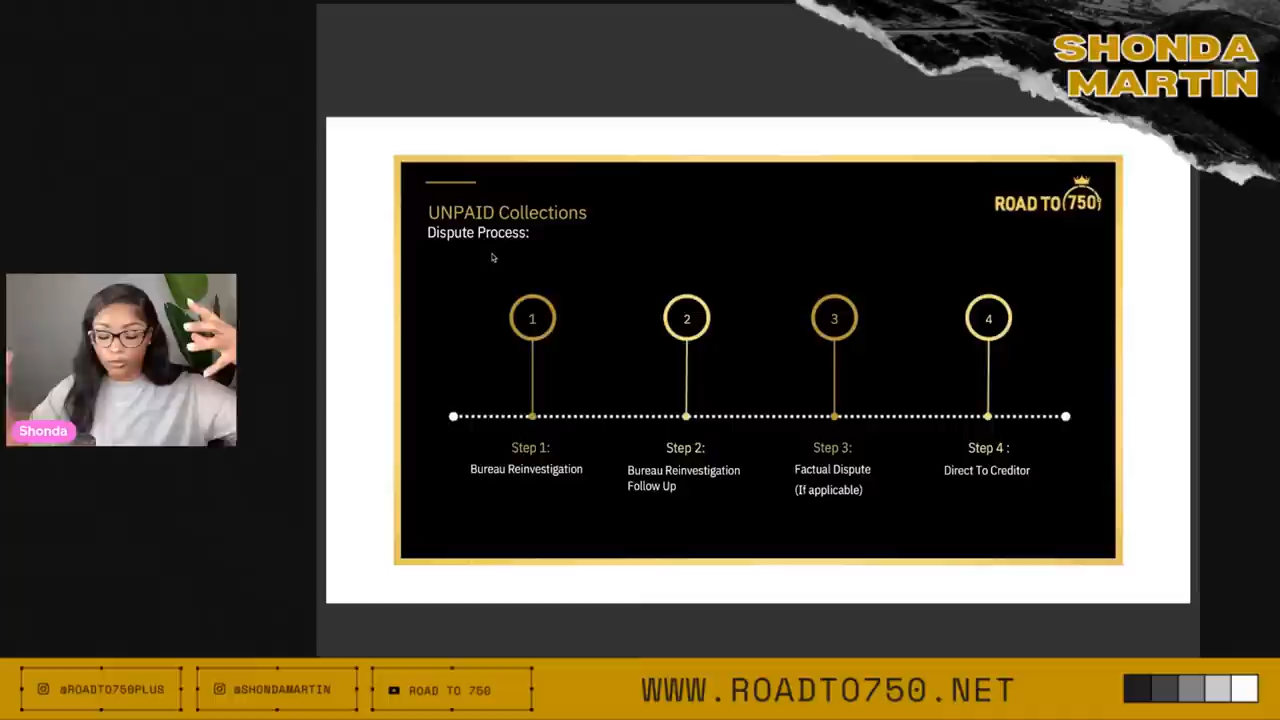 SHONDA
MARTIN
UNPAID Collections
Dispute Process:
ROAD TO 750
1
2
3
4
Step 1:
Bureau Reinvestigation
Step 2:
Bureau Reinvestigation
Follow Up
Step 3:
Factual Dispute
(If applicable)
Step 4 :
Direct To Creditor
Shonda
@ROADTO750PLUS
@SHONDAMARTIN
ROAD TO 750
WWW.ROADTO750.NET